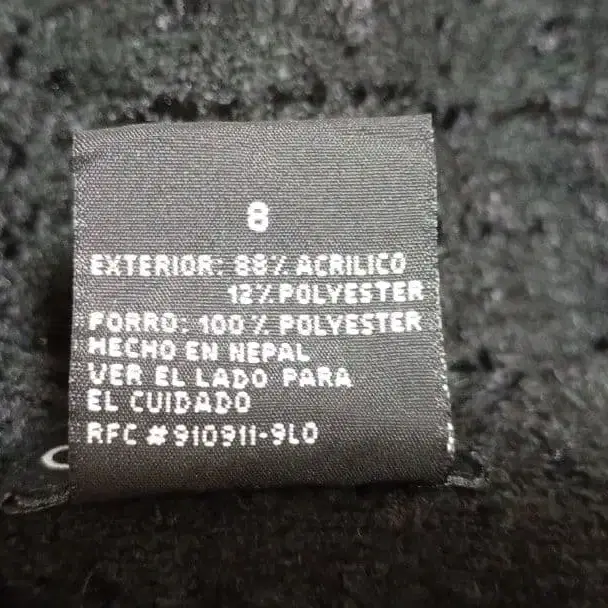 8
EXTERIOR: 88% ACRILICO
12% POLYESTER
FORRO: 100% POLYESTER
HECHO EN NEPAL
VER EL LADO PARA
EL CUIDADO
RFC #910911-9L0